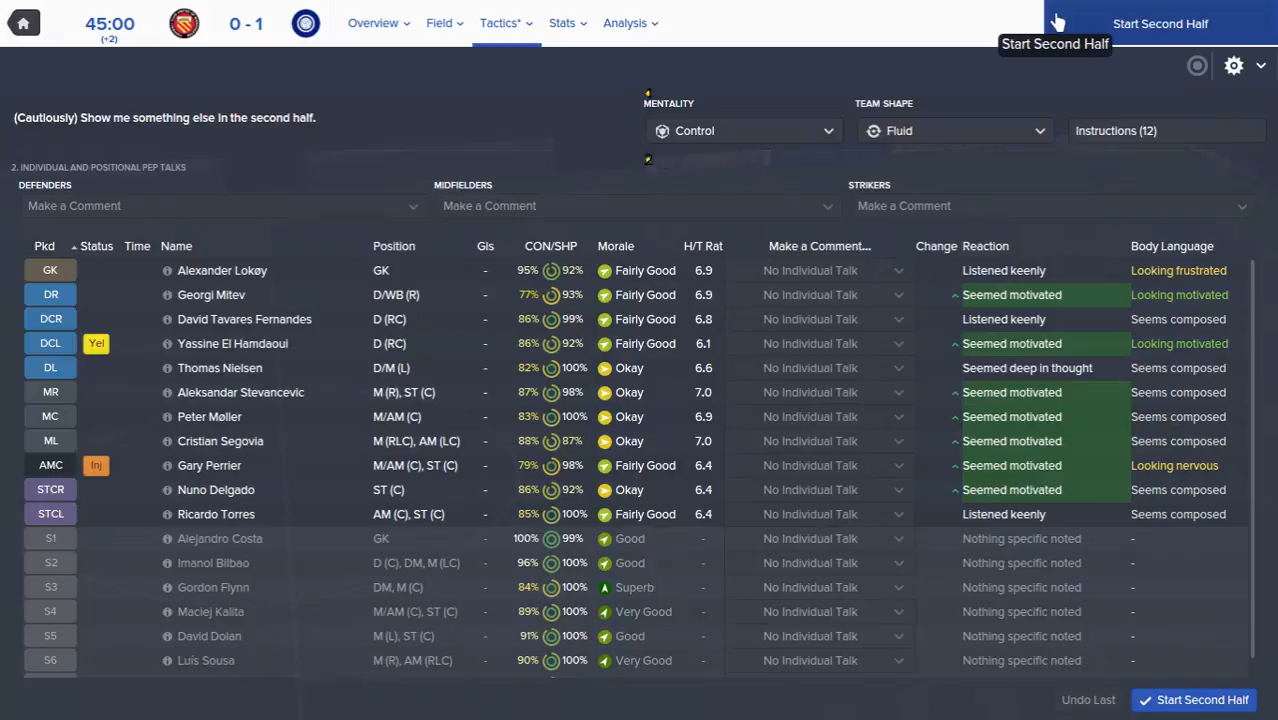 45:00
(+2)
0 - 1
Overview
Field
Tactics*
Stats
Analysis
Start Second Half
Start Second Half
(Cautiously) Show me something else in the second half.
MENTALITY
TEAM SHAPE
Control
Fluid
Instructions (12)
2. INDIVIDUAL AND POSITIONAL PEP TALKS
DEFENDERS
MIDFIELDERS
STRIKERS
Make a Comment
Make a Comment
Make a Comment
Pkd Status Time Name Position Gls CON/SHP Morale H/T Rat Make a Comment... Change Reaction Body Language
GK Alexander Lokøy GK - 95% 92% Fairly Good 6.9 No Individual Talk Listened keenly Looking frustrated
DR Georgi Mitev D/WB (R) - 77% 93% Fairly Good 6.9 No Individual Talk Seemed motivated Looking motivated
DCR David Tavares Fernandes D (RC) - 86% 99% Fairly Good 6.8 No Individual Talk Listened keenly Seems composed
DCL Yel Yassine El Hamdaoui D (RC) - 86% 92% Fairly Good 6.1 No Individual Talk Seemed motivated Looking motivated
DL Thomas Nielsen D/M (L) - 82% 100% Okay 6.6 No Individual Talk Seemed deep in thought Seems composed
MR Aleksandar Stevancevic M (R), ST (C) - 87% 98% Okay 7.0 No Individual Talk Seemed motivated Seems composed
MC Peter Møller M/AM (C) - 83% 100% Okay 6.9 No Individual Talk Seemed motivated Seems composed
ML Cristian Segovia M (RLC), AM (LC) - 88% 87% Okay 7.0 No Individual Talk Seemed motivated Seems composed
AMC Inj Gary Perrier M/AM (C), ST (C) - 79% 98% Fairly Good 6.4 No Individual Talk Seemed motivated Looking nervous
STCR Nuno Delgado ST (C) - 86% 92% Okay 6.4 No Individual Talk Seemed motivated Seems composed
STCL Ricardo Torres AM (C), ST (C) - 85% 100% Fairly Good 6.4 No Individual Talk Listened keenly Seems composed
S1 Alejandro Costa GK - 100% 99% Good - No Individual Talk Nothing specific noted -
S2 Imanol Bilbao D (C), DM, M (LC) - 96% 100% Good - No Individual Talk Nothing specific noted -
S3 Gordon Flynn DM, M (C) - 84% 100% Superb - No Individual Talk Nothing specific noted -
S4 Maciej Kalita M/AM (C), ST (C) - 89% 100% Very Good - No Individual Talk Nothing specific noted -
S5 David Dolan M (L), ST (C) - 91% 100% Good - No Individual Talk Nothing specific noted -
S6 Luís Sousa M (R), AM (RLC) - 90% 100% Very Good - No Individual Talk Nothing specific noted -
Undo Last
Start Second Half